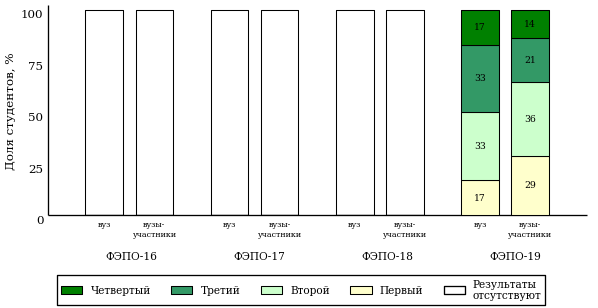 100
75
50
25
0
Доля студентов, %
17
33
33
17
14
21
36
29
вуз
вузы-
участники
вуз
вузы-
участники
вуз
вузы-
участники
вуз
вузы-
участники
ФЭПО-16
ФЭПО-17
ФЭПО-18
ФЭПО-19
Четвертый
Третий
Второй
Первый
Результаты
отсутствуют